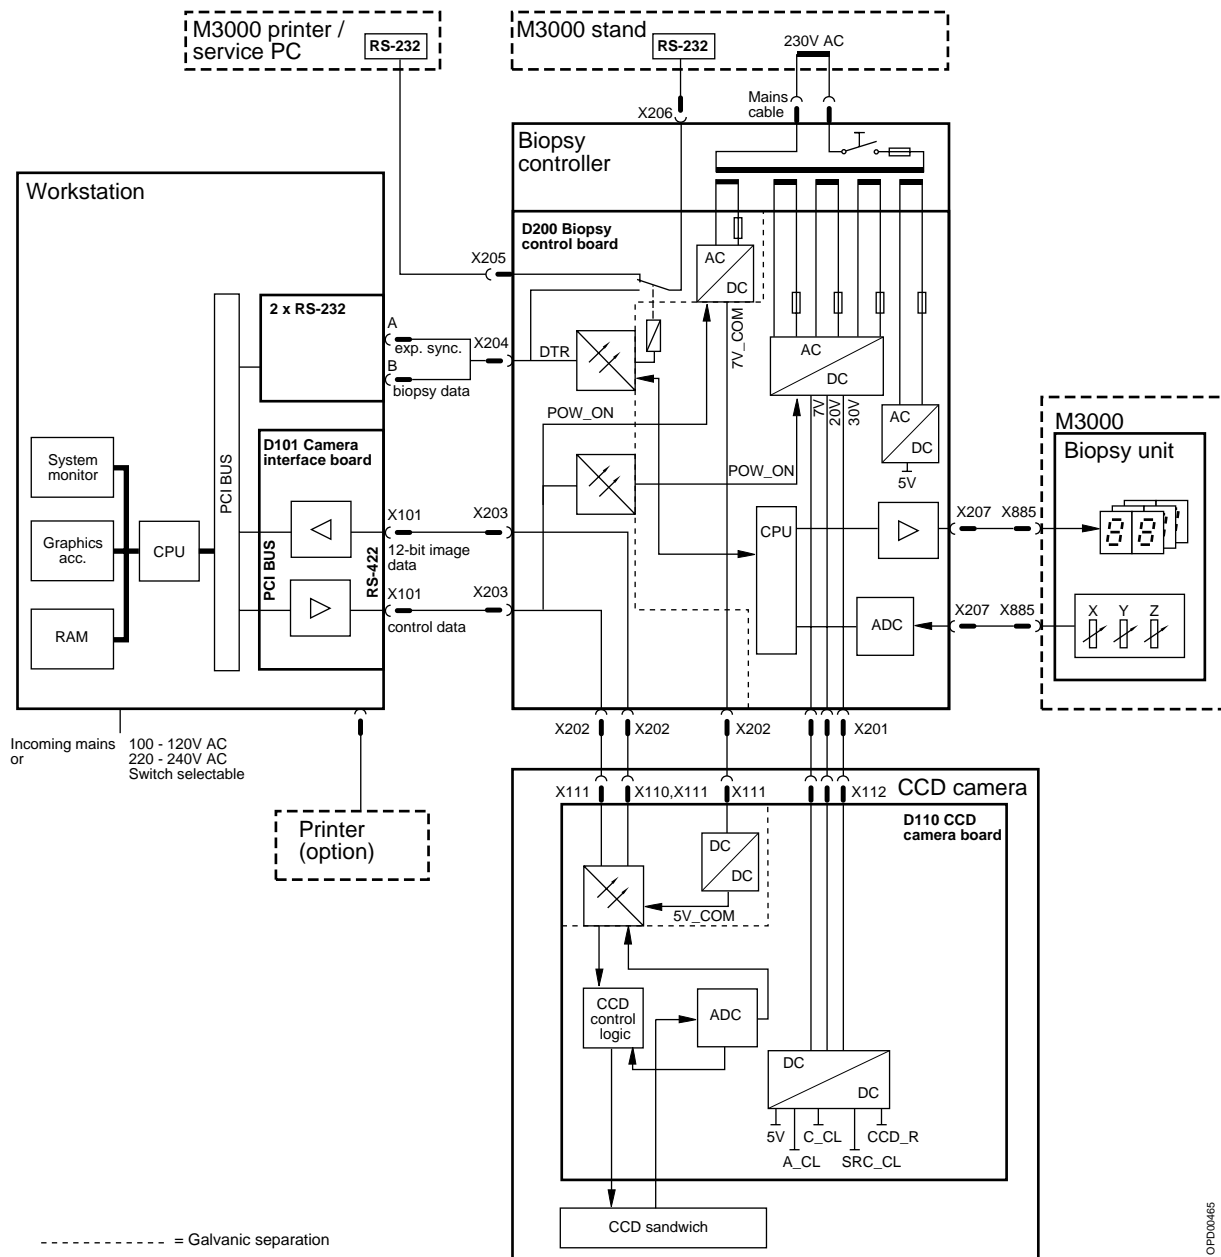 M3000 printer /
service PC
RS-232
M3000 stand
RS-232
230V AC
Mains
cable
X206
Biopsy
controller
Workstation
D200 Biopsy
control board
X205
AC
DC
2 x RS-232
A
exp. sync.
X204
B
biopsy data
DTR
7V_COM
AC
DC
7V
20V
30V
AC
DC
5V
POW_ON
POW_ON
M3000
Biopsy unit
D101 Camera
interface board
System
monitor
Graphics
acc.
CPU
RAM
PCI BUS
PCI BUS
RS-422
X101
X203
12-bit image
data
X101
X203
control data
CPU
X207
X885
88
ADC
X207
X885
X Y Z
X202
X202
X202
X201
Incoming mains
or
100 - 120V AC
220 - 240V AC
Switch selectable
X111
X110,X111
X111
X112
CCD camera
D110 CCD
camera board
Printer
(option)
DC
DC
5V_COM
CCD
control
logic
ADC
DC
DC
5V
C_CL
CCD_R
A_CL
SRC_CL
CCD sandwich
= Galvanic separation
OPD00465